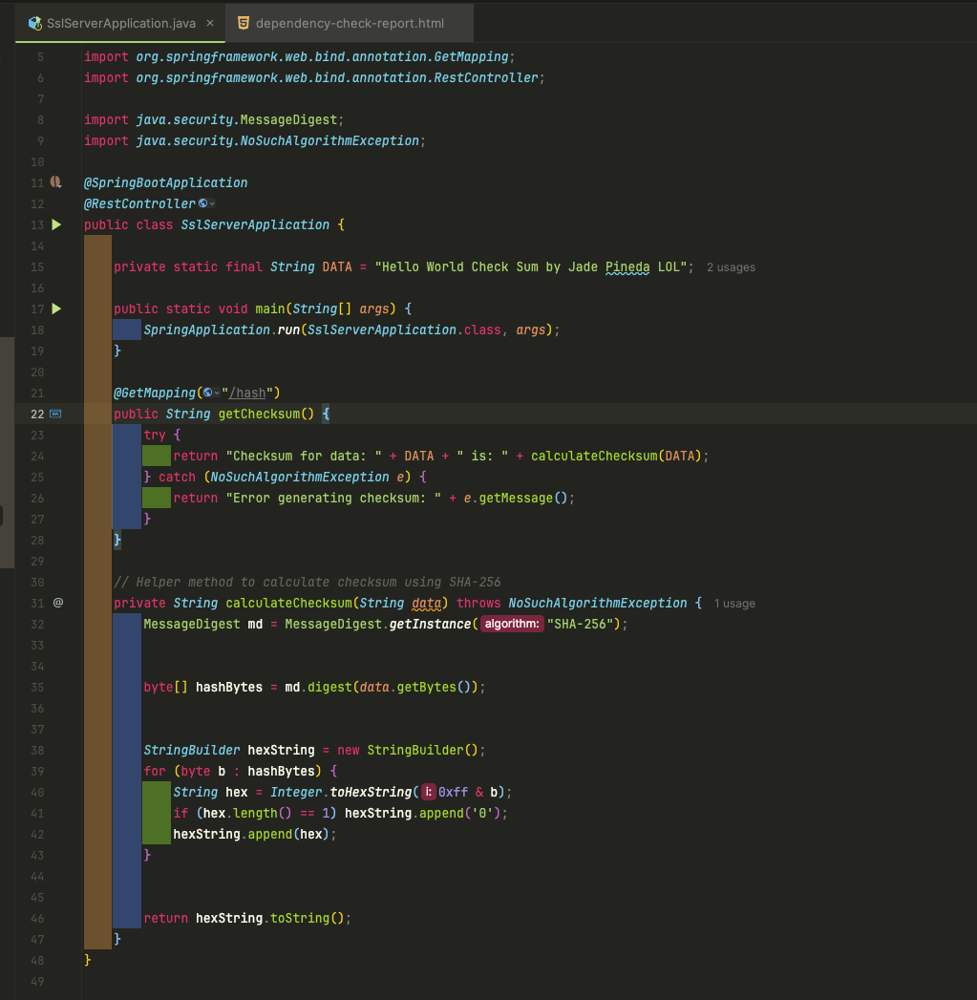 SslServerApplication.java ×
dependency-check-report.html
5 import org.springframework.web.bind.annotation.GetMapping;
6 import org.springframework.web.bind.annotation.RestController;
7
8 import java.security.MessageDigest;
9 import java.security.NoSuchAlgorithmException;
10
11 @SpringBootApplication
12 @RestController
13 public class SslServerApplication {
14
15 private static final String DATA = "Hello World Check Sum by Jade Pineda LOL"; 2 usages
16
17 public static void main(String[] args) {
18 SpringApplication.run(SslServerApplication.class, args);
19 }
20
21 @GetMapping("/hash")
22 public String getChecksum() {
23 try {
24 return "Checksum for data: " + DATA + " is: " + calculateChecksum(DATA);
25 } catch (NoSuchAlgorithmException e) {
26 return "Error generating checksum: " + e.getMessage();
27 }
28 }
29
30 // Helper method to calculate checksum using SHA-256
31 @ private String calculateChecksum(String data) throws NoSuchAlgorithmException { 1 usage
32 MessageDigest md = MessageDigest.getInstance( algorithm: "SHA-256");
33
34
35 byte[] hashBytes = md.digest(data.getBytes());
36
37
38 StringBuilder hexString = new StringBuilder();
39 for (byte b : hashBytes) {
40 String hex = Integer.toHexString( i: 0xff & b);
41 if (hex.length() == 1) hexString.append('0');
42 hexString.append(hex);
43 }
44
45
46 return hexString.toString();
47 }
48 }
49